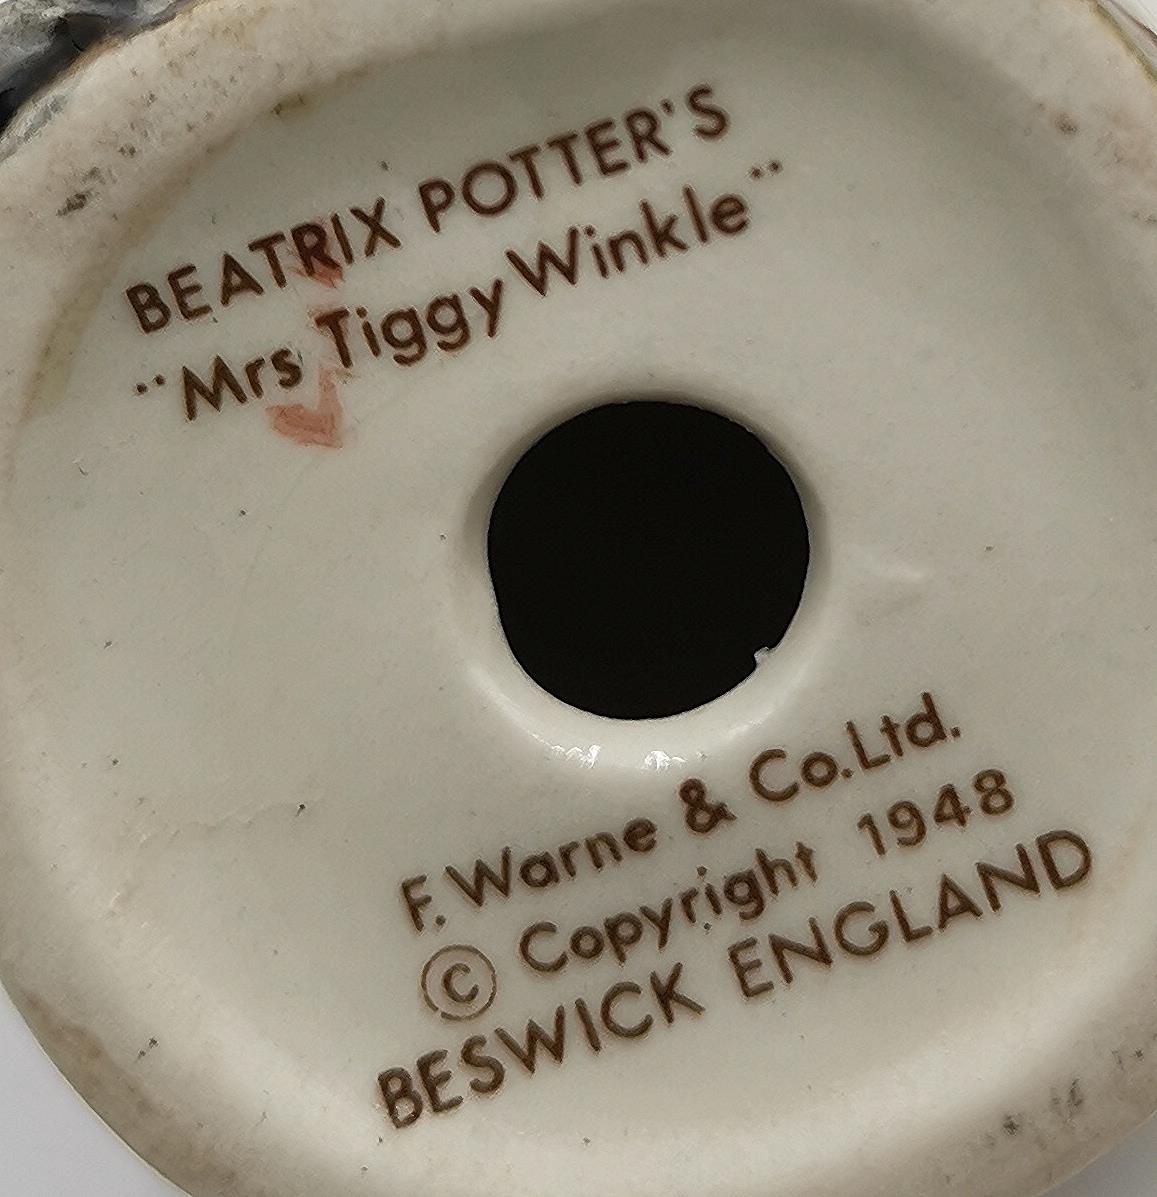 BEATRIX POTTER'S
"Mrs Tiggy Winkle"
F. Warne & Co.Ltd.
© Copyright 1948
BESWICK ENGLAND